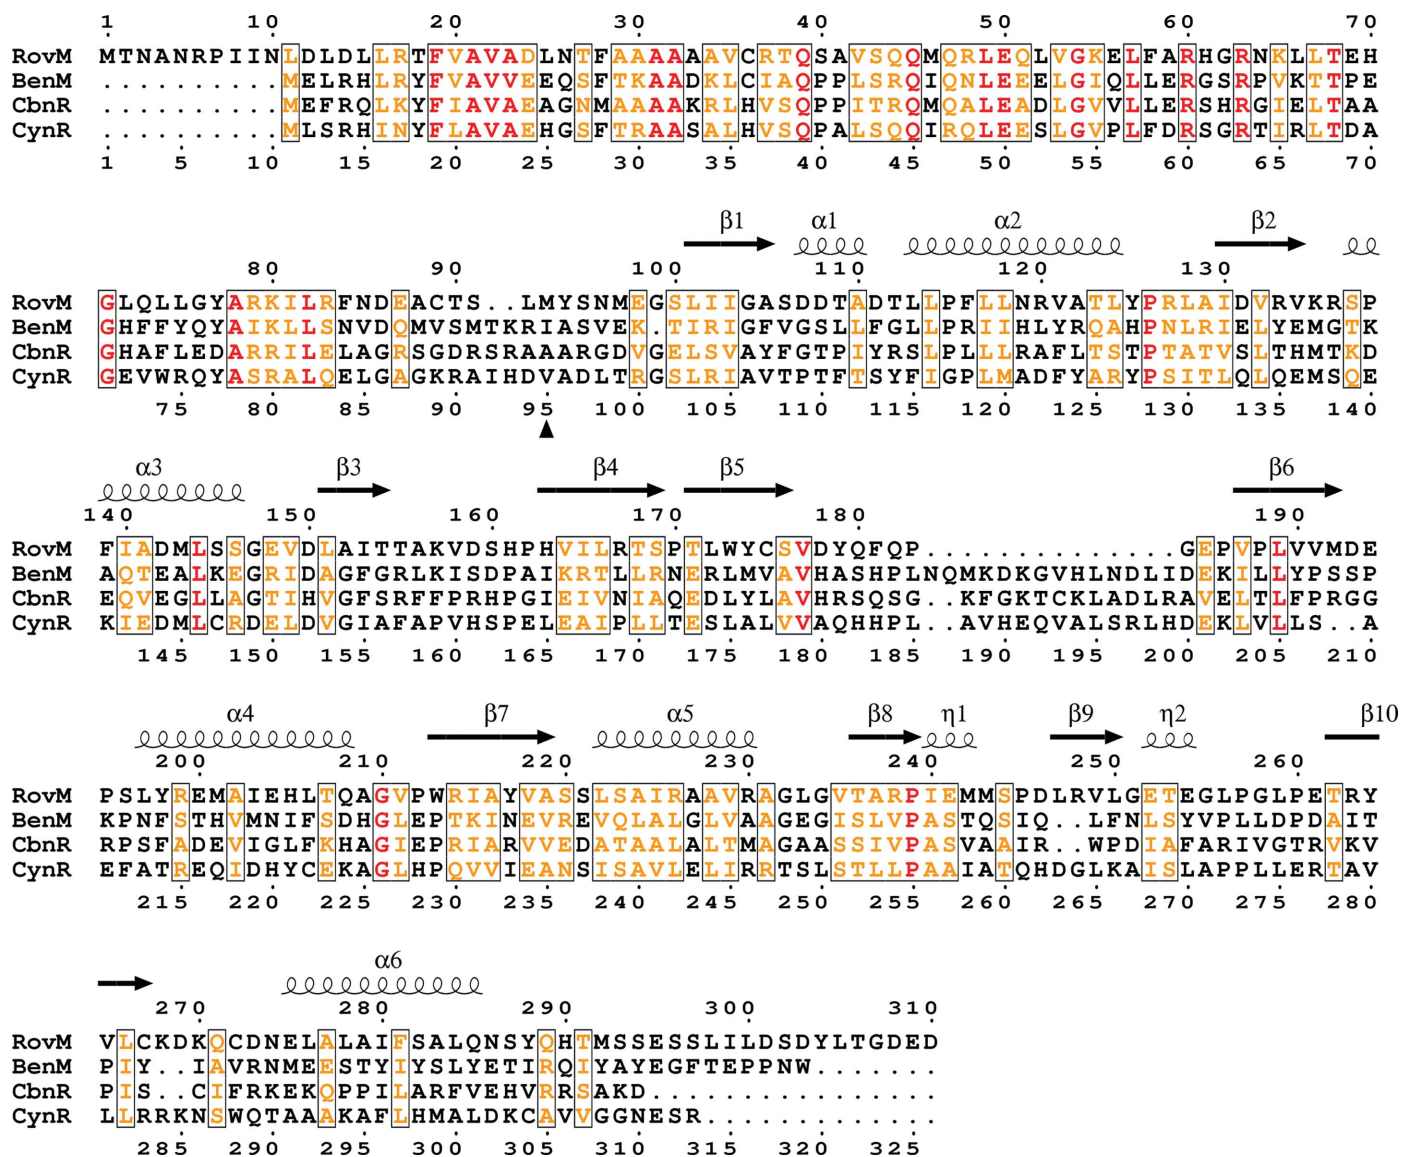 1 10 20 30 40 50 60 70
RovM MTNANRPIINLDLDLLRTFVAVADLNTFAAAAAAVCRTQSAVSQQMQRLEQLVGKELFARHGRNKLLTEH
BenM ..........MELRHLRYFVAVVEEQSFTKAADKLCIAQPPLSRQIQNLEEELGIQLLERGSRPVKTTPE
CbnR ..........MEFRQLKYFIAVAEAGNMAAAAKRLHVSQPPITRQMQALEADLGVVLLERSHRGIELTAA
CynR ..........MLSRHINYFLAVAEHGSFTRAASALHVSQPALSQQIRQLEESLGVPLFDRSGRTIRLTDA
1 5 10 15 20 25 30 35 40 45 50 55 60 65 70
β1 α1 α2 β2
80 90 100 110 120 130
RovM GLQLLGYARKILRFNDEACTS..LMYSNMEGSLIIGASDDTADTLLPFLLNRVATLYPRLAIDVRVKRSP
BenM GHFFYQYAIKLLSNVDQMVSMTKRIASVEK.TIRIGFVGSLLFGLLPRIIHLYRQAHPNLRIELYEMGTK
CbnR GHAFLEDARRILELAGRSGDRSRAAARGDVGELSVAYFGTPIYRSLPLLLRAFLTSTPTATVSLTHMTKD
CynR GEVWRQYASRALQELGAGKRAIHDVADLTRGSLRIAVTPTFTSYFIGPLMADFYARYPSITLQLQEMSQE
75 80 85 90 95 100 105 110 115 120 125 130 135 140
α3 β3 β4 β5 β6
140 150 160 170 180 190
RovM FIADMLSSGEVDLAITTAKVDSHPHVILRTSPTLWYCSVDYQFQP..............GEPVPLVVMDE
BenM AQTEALKEGRIDAGFGRLKISDPAIKRTLLRNERLMVAVHASHPLNQMKDKGVHLNDLIDEKILLYPSSP
CbnR EQVEGLLAGTIHVGFSRFFPRHPGIEIVNIAQEDLYLAVHRSQSG..KFGKTCKLADLRAVELTLFPRGG
CynR KIEDMLCRDELDVGIAFAPVHSPELEAIPLLTESLALVVAQHHPL..AVHEQVALSRLHDEKLVLLS..A
145 150 155 160 165 170 175 180 185 190 195 200 205 210
α4 β7 α5 β8 η1 β9 η2 β10
200 210 220 230 240 250 260
RovM PSLYREMAIEHLTQAGVPWRIAYVASSLSAIRAAVRAGLGVTARPIEMMSPDLRVLGETEGLPGLPETRY
BenM KPNFSTHVMNIFSDHGLEPTKINEVREVQLALGLVAAGEGISLVPASTQSIQ..LFNLSYVPLLDPDAIT
CbnR RPSFADEVIGLFKHAGIEPRIARVVEDATAALALTMAGAASSIVPASVAAIR..WPDIAFARIVGTRVKV
CynR EFATREQIDHYCEKAGLHPQVVIEANSISAVLELIRRTSLSTLLPAAIATQHDGLKAISLAPPLLERTAV
215 220 225 230 235 240 245 250 255 260 265 270 275 280
α6
270 280 290 300 310
RovM VLCKDKQCDNELALAIFSALQNSYQHTMSSESSLILDSDYLTGDED
BenM PIY..IAVRNMEESTYIYSLYETIRQIYAYEGFTEPPNW.......
CbnR PIS..CIFRKEKQPPILARFVEHVRRSAKD................
CynR LLRRKNSWQTAAAKAFLHMALDKCAVVGGNESR.............
285 290 295 300 305 310 315 320 325